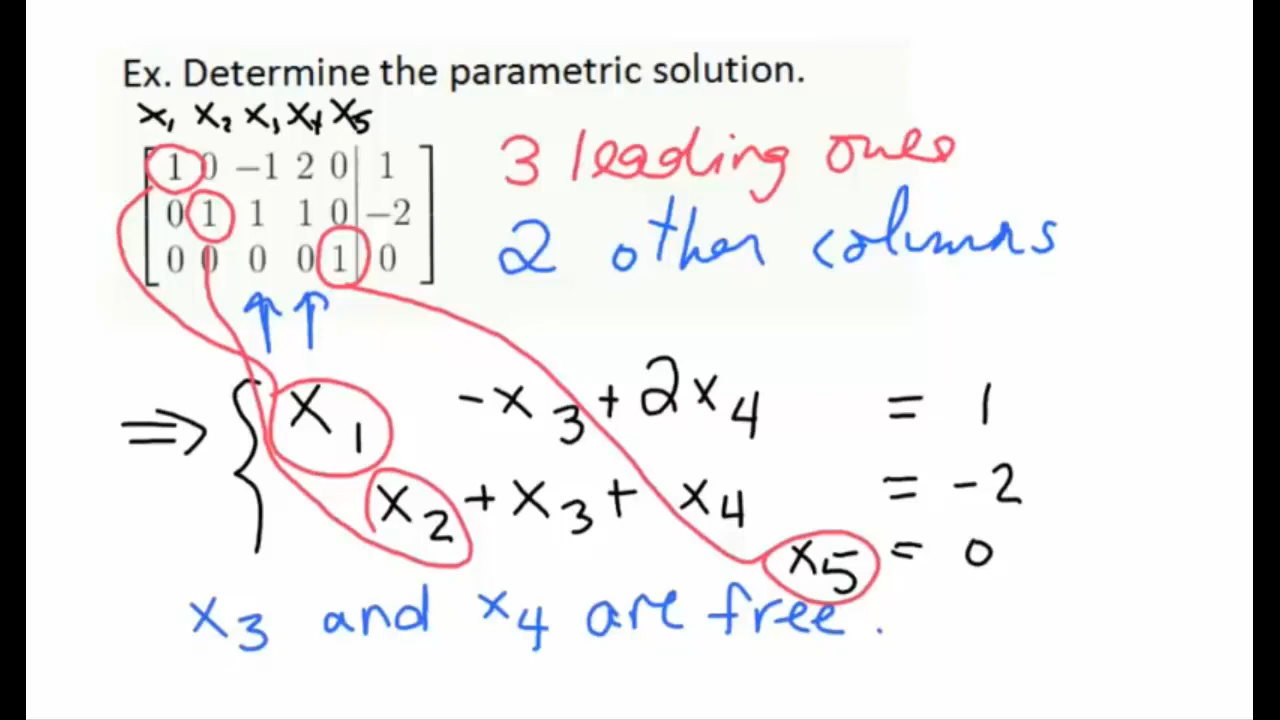 Ex. Determine the parametric solution.
x₁ x₂ x₃ x₄ x₅
1 0 −1 2 0 | 1
0 1 1 1 0 | −2
0 0 0 0 1 | 0
3 leading ones
2 other columns
⇒ { x₁ - x₃ + 2x₄ = 1
x₂ + x₃ + x₄ = -2
x₅ = 0
x₃ and x₄ are free.